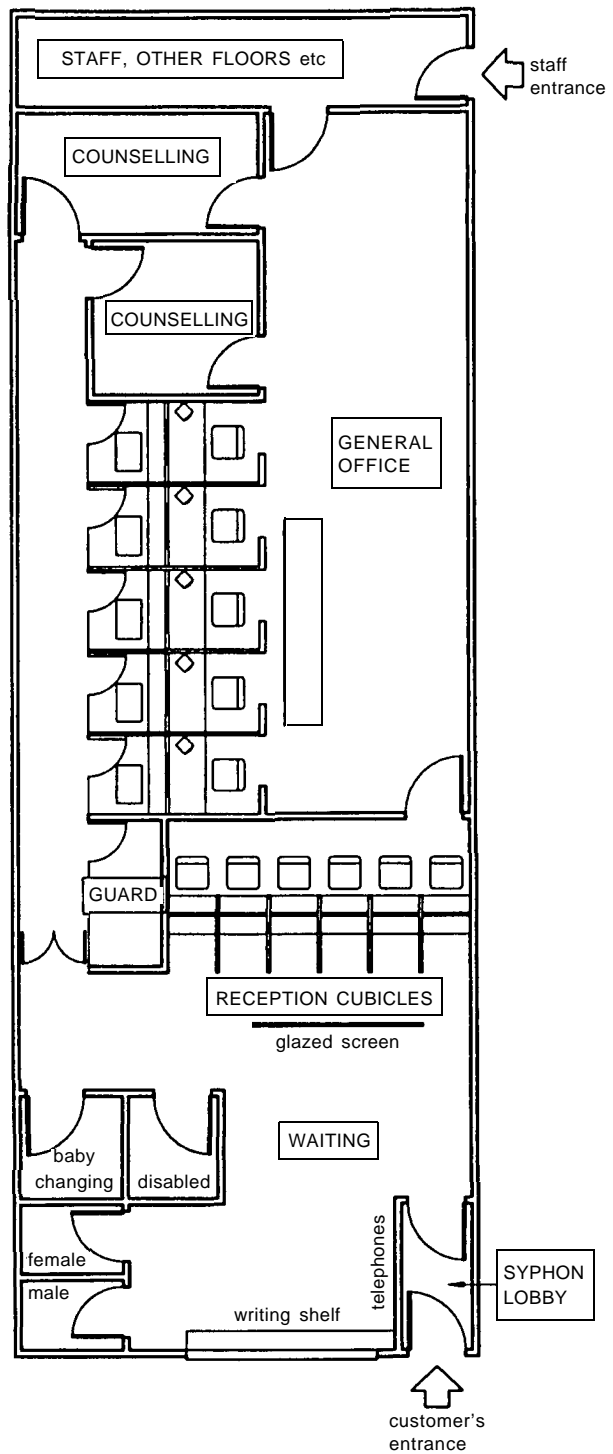 STAFF, OTHER FLOORS etc
staff
entrance
COUNSELLING
COUNSELLING
GENERAL
OFFICE
GUARD
RECEPTION CUBICLES
glazed screen
WAITING
baby
changing
disabled
female
male
telephones
writing shelf
SYPHON
LOBBY
customer's
entrance